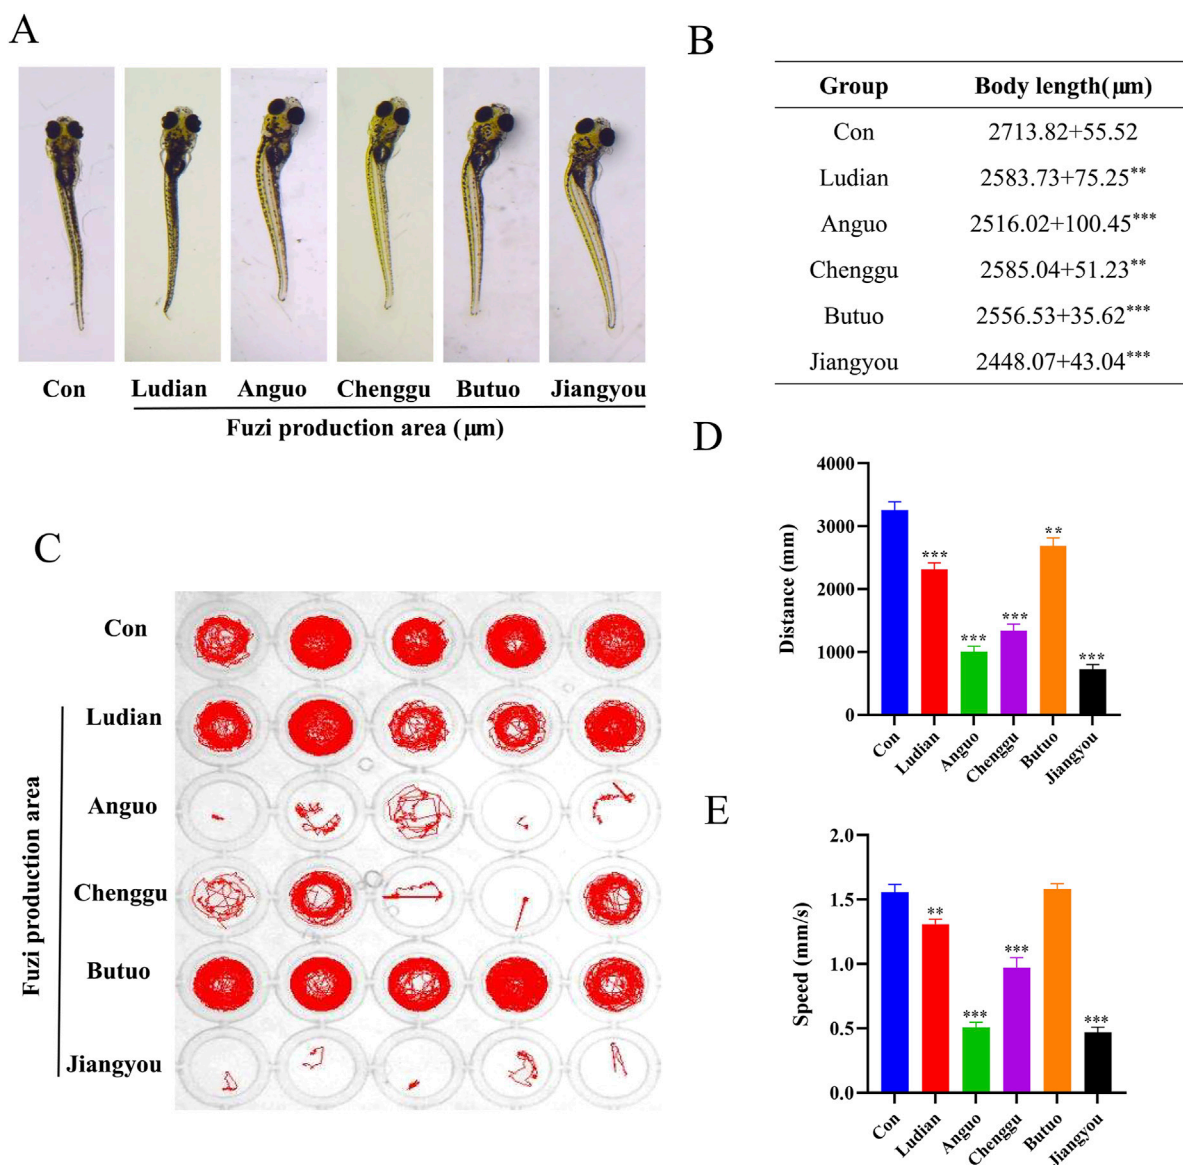 A
Con
Ludian
Anguo
Chenggu
Butuo
Jiangyou
Fuzi production area (μm)
B
Group Body length(μm)
Con 2713.82+55.52
Ludian 2583.73+75.25**
Anguo 2516.02+100.45***
Chenggu 2585.04+51.23**
Butuo 2556.53+35.62***
Jiangyou 2448.07+43.04***
C
Con
Ludian
Anguo
Chenggu
Butuo
Jiangyou
Fuzi production area
D
Distance (mm)
4000
3000
2000
1000
0
***
***
***
**
***
Con
Ludian
Anguo
Chenggu
Butuo
Jiangyou
E
Speed (mm/s)
2.0
1.5
1.0
0.5
0.0
**
***
***
***
Con
Ludian
Anguo
Chenggu
Butuo
Jiangyou